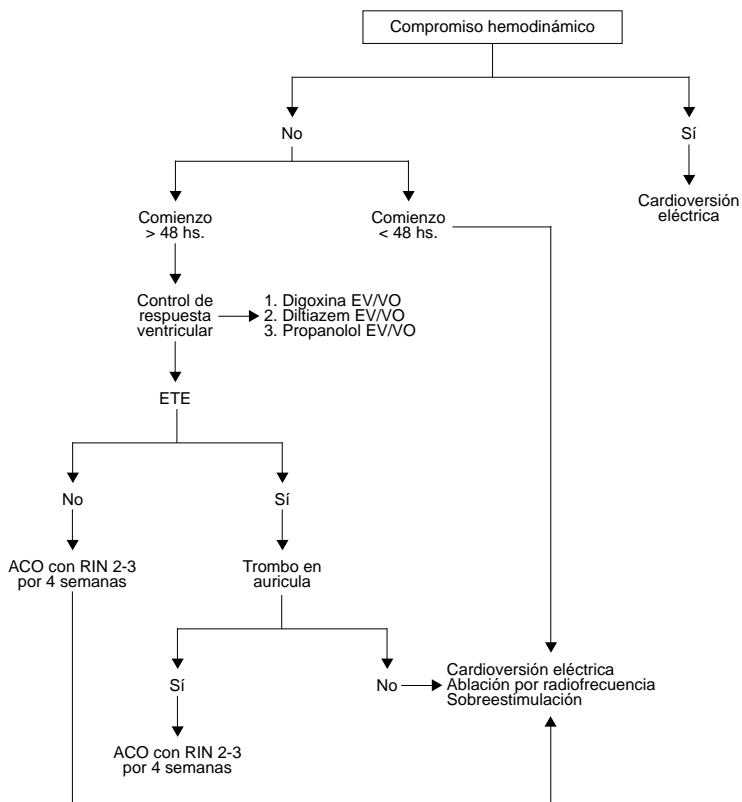 Compromiso hemodinámico
No
Sí
Cardioversión
eléctrica
Comienzo
> 48 hs.
Comienzo
< 48 hs.
Control de
respuesta
ventricular
1. Digoxina EV/VO
2. Diltiazem EV/VO
3. Propanolol EV/VO
ETE
No
Sí
ACO con RIN 2-3
por 4 semanas
Trombo en
auricula
Sí
No
Cardioversión eléctrica
Ablación por radiofrecuencia
Sobreestimulación
ACO con RIN 2-3
por 4 semanas